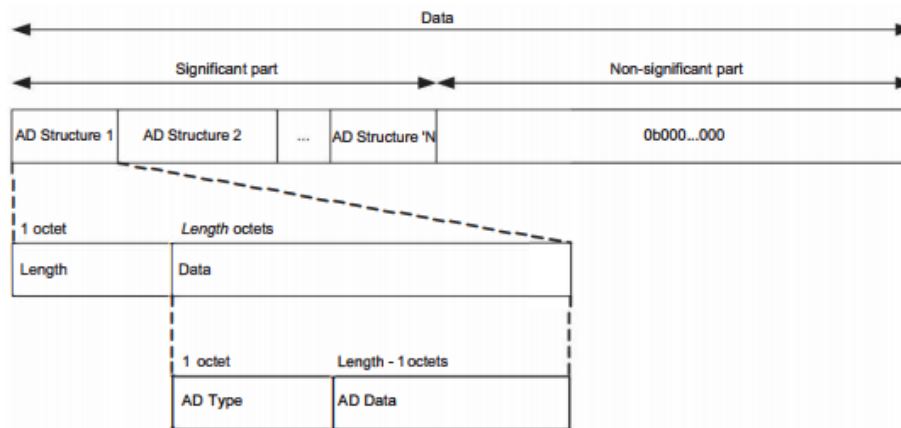 Data
Significant part Non-significant part
AD Structure 1 AD Structure 2 ... AD Structure 'N 0b000...000
1 octet Length octets
Length Data
1 octet Length - 1 octets
AD Type AD Data